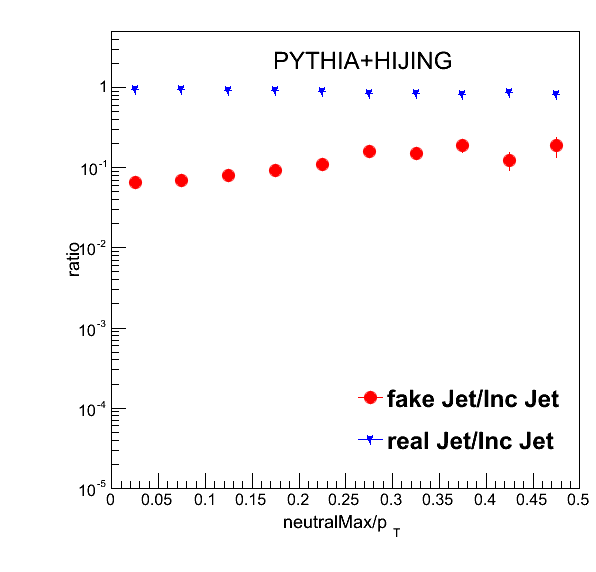 PYTHIA+HIJING
1
10^-1
10^-2
10^-3
10^-4
10^-5
ratio
fake Jet/Inc Jet
real Jet/Inc Jet
0 0.05 0.1 0.15 0.2 0.25 0.3 0.35 0.4 0.45 0.5
neutralMax/p_T